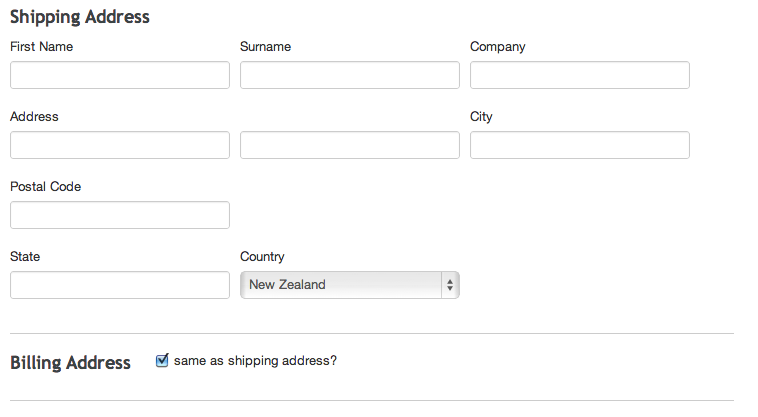 Shipping Address
First Name Surname Company
Address City
Postal Code
State Country
New Zealand
Billing Address same as shipping address?